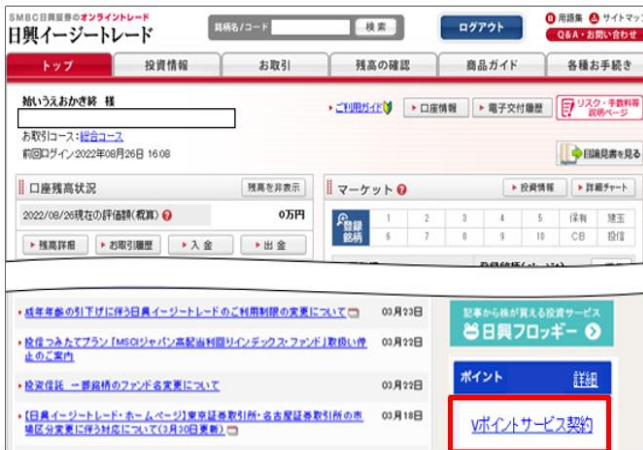 SMBC日興証券のオンライントレード
日興イージートレード
銘柄名/コード
検索
ログアウト
用語集
サイトマップ
Q&A・お問い合わせ
トップ
投資情報
お取引
残高の確認
商品ガイド
各種お手続き
始いうえおかき終 様
ご利用ガイド
口座情報
電子交付履歴
リスク・手数料等
説明ページ
お取引コース:総合コース
前回ログイン:2022年08月26日 16:08
目論見書を見る
口座残高状況
残高を非表示
マーケット
投資情報
詳細チャート
2022/08/26現在の評価額(概算)
0万円
登録
銘柄
1 2 3 4 5 保有 建玉
6 7 8 9 10 CB 投信
残高詳細
お取引履歴
入金
出金
成年年齢の引下げに伴う日興イージートレードのご利用制限の変更について
03月23日
投信つみたてプラン「MSCIジャパン高配当利回りインデックス・ファンド」取扱い停
止のご案内
03月22日
投資信託 一部銘柄のファンド名変更について
03月22日
【日興イージートレード・ホームページ】東京証券取引所・名古屋証券取引所の市
場区分変更に伴う対応について(3月30日更新)
03月18日
記事から株が買える投資サービス
日興フロッギー
ポイント
詳細
Vポイントサービス契約